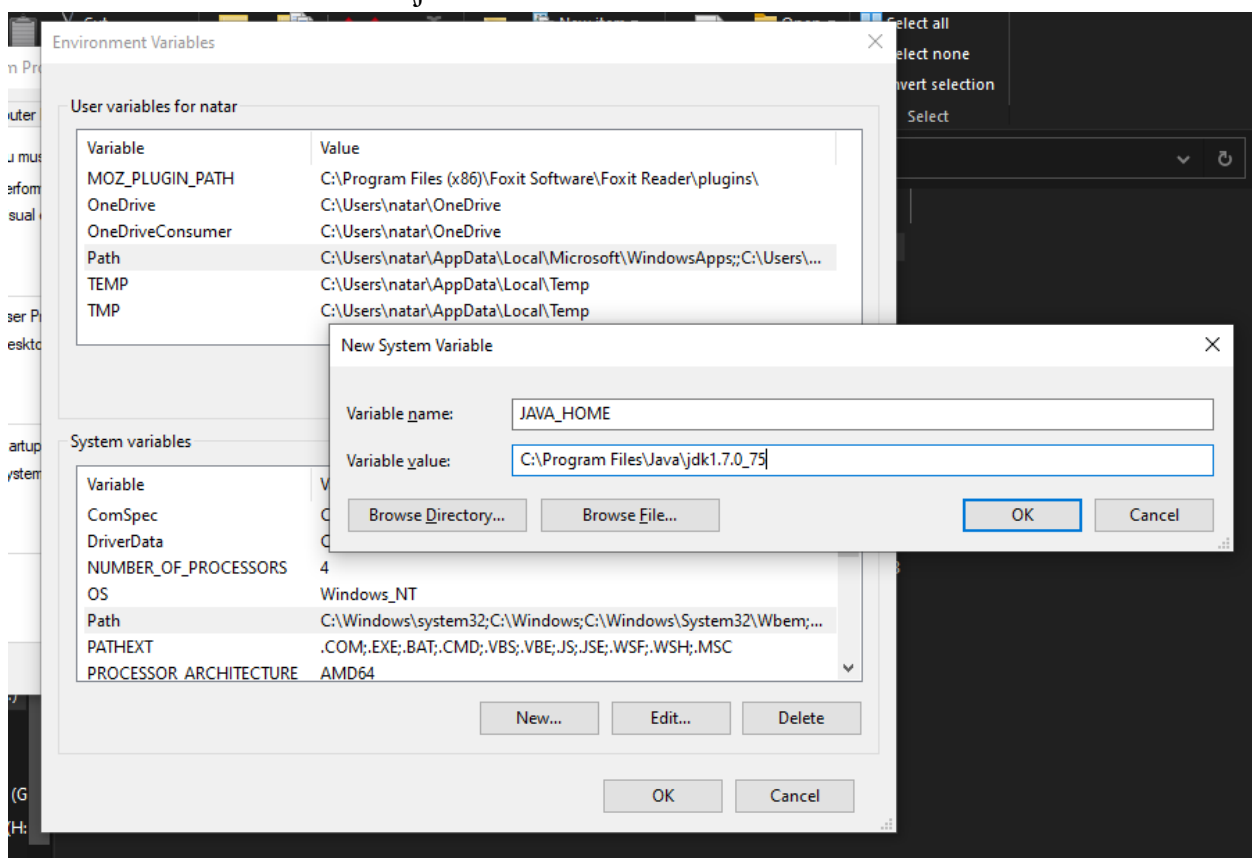 Cut
New item
Open
Select all
Environment Variables
elect none
nvert selection
User variables for natar
Select
Variable Value
MOZ_PLUGIN_PATH C:\Program Files (x86)\Foxit Software\Foxit Reader\plugins\
OneDrive C:\Users\natar\OneDrive
OneDriveConsumer C:\Users\natar\OneDrive
Path C:\Users\natar\AppData\Local\Microsoft\WindowsApps;;C:\Users\...
TEMP C:\Users\natar\AppData\Local\Temp
TMP C:\Users\natar\AppData\Local\Temp
New System Variable
Variable name: JAVA_HOME
Variable value: C:\Program Files\Java\jdk1.7.0_75
Browse Directory... Browse File... OK Cancel
System variables
Variable V
ComSpec C
DriverData C
NUMBER_OF_PROCESSORS 4
OS Windows_NT
Path C:\Windows\system32;C:\Windows;C:\Windows\System32\Wbem;...
PATHEXT .COM;.EXE;.BAT;.CMD;.VBS;.VBE;.JS;.JSE;.WSF;.WSH;.MSC
PROCESSOR_ARCHITECTURE AMD64
New... Edit... Delete
OK Cancel
(G
(H: